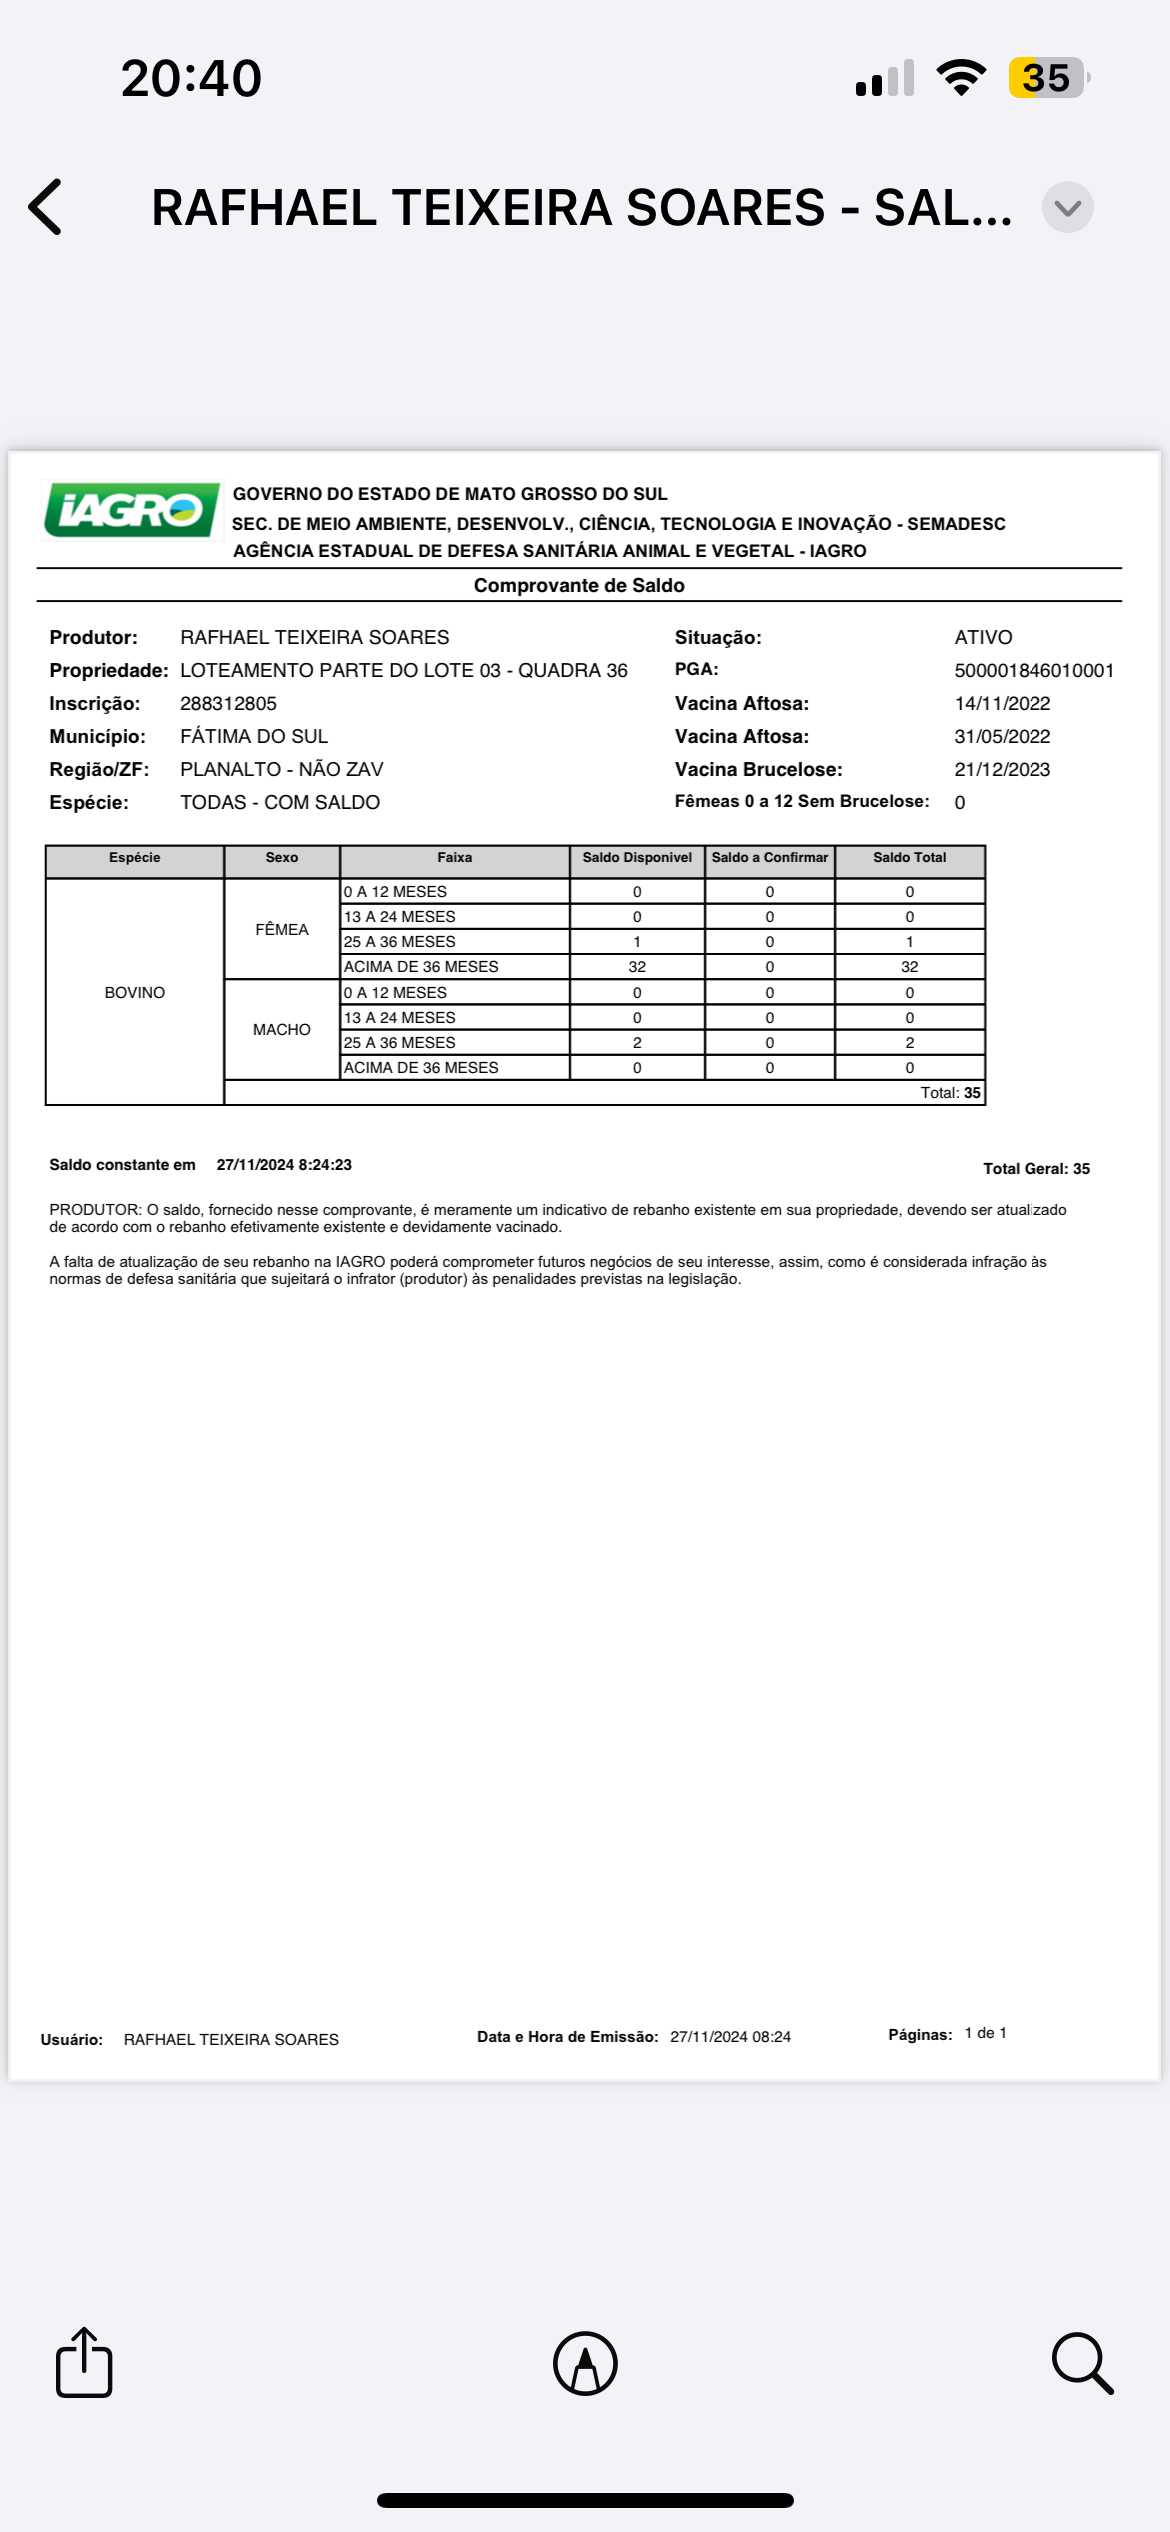 20:40
35
RAFHAEL TEIXEIRA SOARES - SAL...
iAGRO
GOVERNO DO ESTADO DE MATO GROSSO DO SUL
SEC. DE MEIO AMBIENTE, DESENVOLV., CIÊNCIA, TECNOLOGIA E INOVAÇÃO - SEMADESC
AGÊNCIA ESTADUAL DE DEFESA SANITÁRIA ANIMAL E VEGETAL - IAGRO
Comprovante de Saldo
Produtor: RAFHAEL TEIXEIRA SOARES Situação: ATIVO
Propriedade: LOTEAMENTO PARTE DO LOTE 03 - QUADRA 36 PGA: 500001846010001
Inscrição: 288312805 Vacina Aftosa: 14/11/2022
Município: FÁTIMA DO SUL Vacina Aftosa: 31/05/2022
Região/ZF: PLANALTO - NÃO ZAV Vacina Brucelose: 21/12/2023
Espécie: TODAS - COM SALDO Fêmeas 0 a 12 Sem Brucelose: 0
Espécie Sexo Faixa Saldo Disponivel Saldo a Confirmar Saldo Total
BOVINO
FÊMEA
0 A 12 MESES 0 0 0
13 A 24 MESES 0 0 0
25 A 36 MESES 1 0 1
ACIMA DE 36 MESES 32 0 32
MACHO
0 A 12 MESES 0 0 0
13 A 24 MESES 0 0 0
25 A 36 MESES 2 0 2
ACIMA DE 36 MESES 0 0 0
Total: 35
Saldo constante em 27/11/2024 8:24:23 Total Geral: 35
PRODUTOR: O saldo, fornecido nesse comprovante, é meramente um indicativo de rebanho existente em sua propriedade, devendo ser atualizado
de acordo com o rebanho efetivamente existente e devidamente vacinado.
A falta de atualização de seu rebanho na IAGRO poderá comprometer futuros negócios de seu interesse, assim, como é considerada infração às
normas de defesa sanitária que sujeitará o infrator (produtor) às penalidades previstas na legislação.
Usuário: RAFHAEL TEIXEIRA SOARES Data e Hora de Emissão: 27/11/2024 08:24 Páginas: 1 de 1